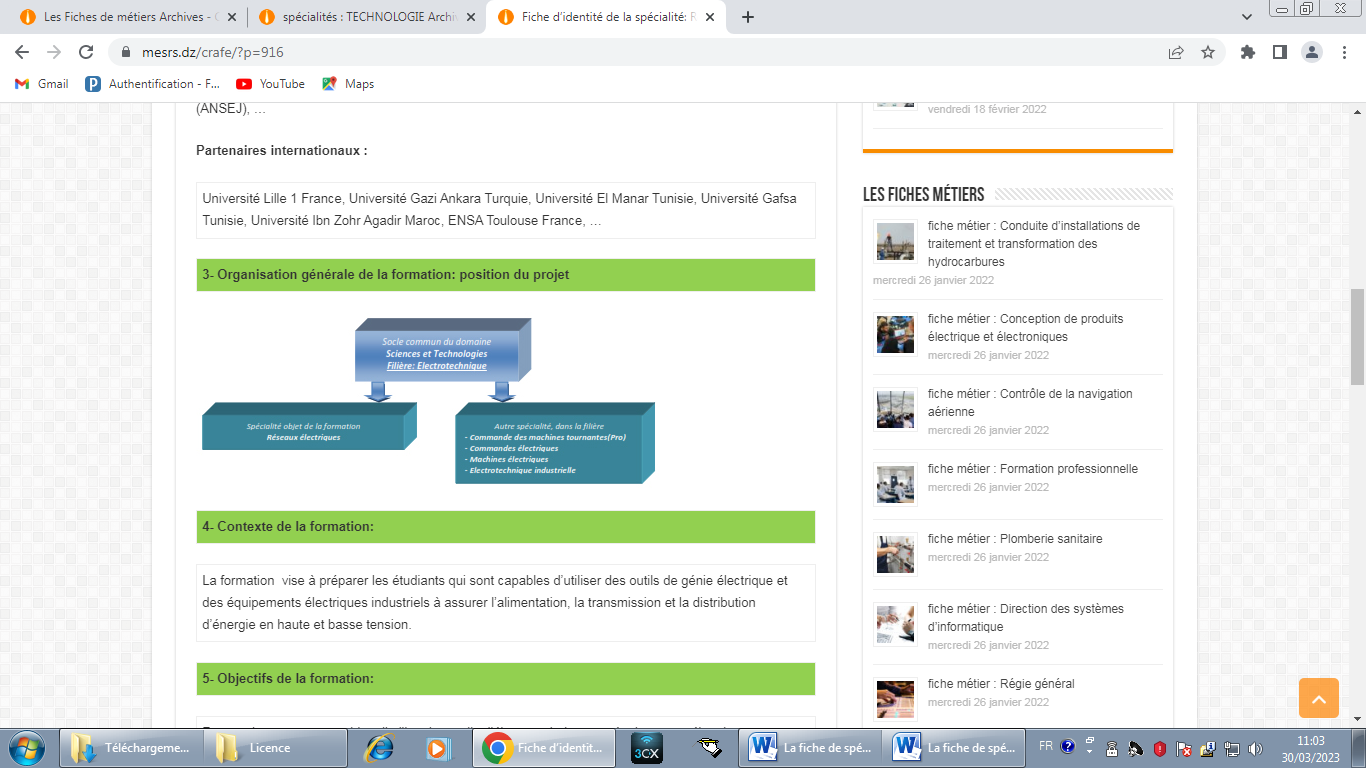 Les Fiches de métiers Archives - C
spécialités : TECHNOLOGIE Archiv
Fiche d'identité de la spécialité: R
mesrs.dz/crafe/?p=916
Gmail
Authentification - F...
YouTube
Maps
(ANSEJ), …
Partenaires internationaux :
Université Lille 1 France, Université Gazi Ankara Turquie, Université El Manar Tunisie, Université Gafsa
Tunisie, Université Ibn Zohr Agadir Maroc, ENSA Toulouse France, …
3- Organisation générale de la formation: position du projet
Socle commun du domaine
Sciences et Technologies
Filière: Electrotechnique
Spécialité objet de la formation
Réseaux électriques
Autre spécialité, dans la filière
- Commande des machines tournantes(Pro)
- Commandes électriques
- Machines électriques
- Electrotechnique industrielle
4- Contexte de la formation:
La formation  vise à préparer les étudiants qui sont capables d'utiliser des outils de génie électrique et
des équipements électriques industriels à assurer l'alimentation, la transmission et la distribution
d'énergie en haute et basse tension.
5- Objectifs de la formation:
vendredi 18 février 2022
LES FICHES MÉTIERS
fiche métier : Conduite d'installations de
traitement et transformation des
hydrocarbures
mercredi 26 janvier 2022
fiche métier : Conception de produits
électrique et électroniques
mercredi 26 janvier 2022
fiche métier : Contrôle de la navigation
aérienne
mercredi 26 janvier 2022
fiche métier : Formation professionnelle
mercredi 26 janvier 2022
fiche métier : Plomberie sanitaire
mercredi 26 janvier 2022
fiche métier : Direction des systèmes
d'informatique
mercredi 26 janvier 2022
fiche métier : Régie général
mercredi 26 janvier 2022
Téléchargeme...
Licence
Fiche d'identit...
3CX
La fiche de spé...
La fiche de spé...
FR
11:03
30/03/2023